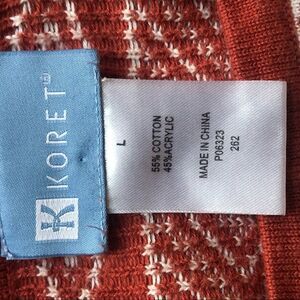 K KORET®
L
55% COTTON
45%ACRYLIC
MADE IN CHINA
P06323
262